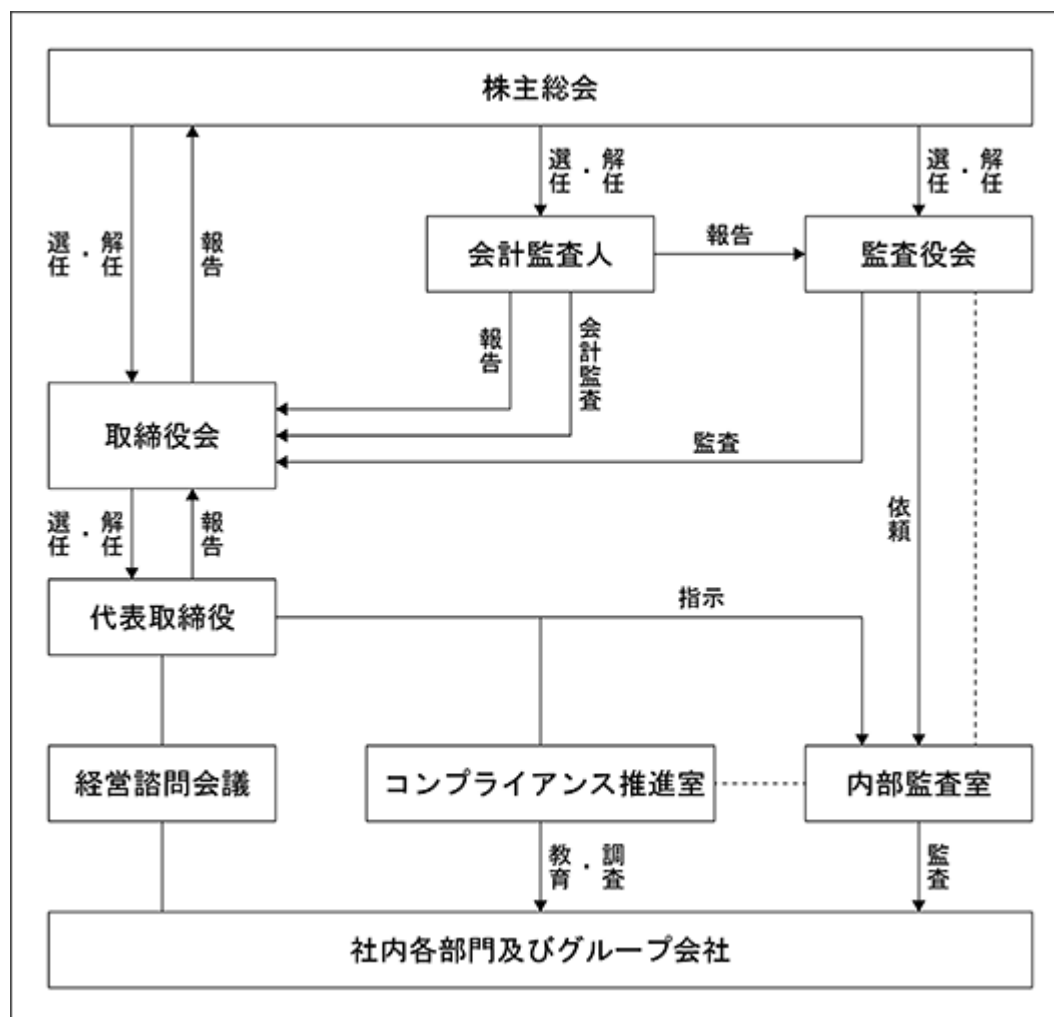 株主総会
選任・解任
報告
選任・解任
選任・解任
会計監査人
報告
監査役会
報告
会計監査
取締役会
監査
選任・解任
報告
依頼
代表取締役
指示
経営諮問会議
コンプライアンス推進室
内部監査室
教育・調査
監査
社内各部門及びグループ会社